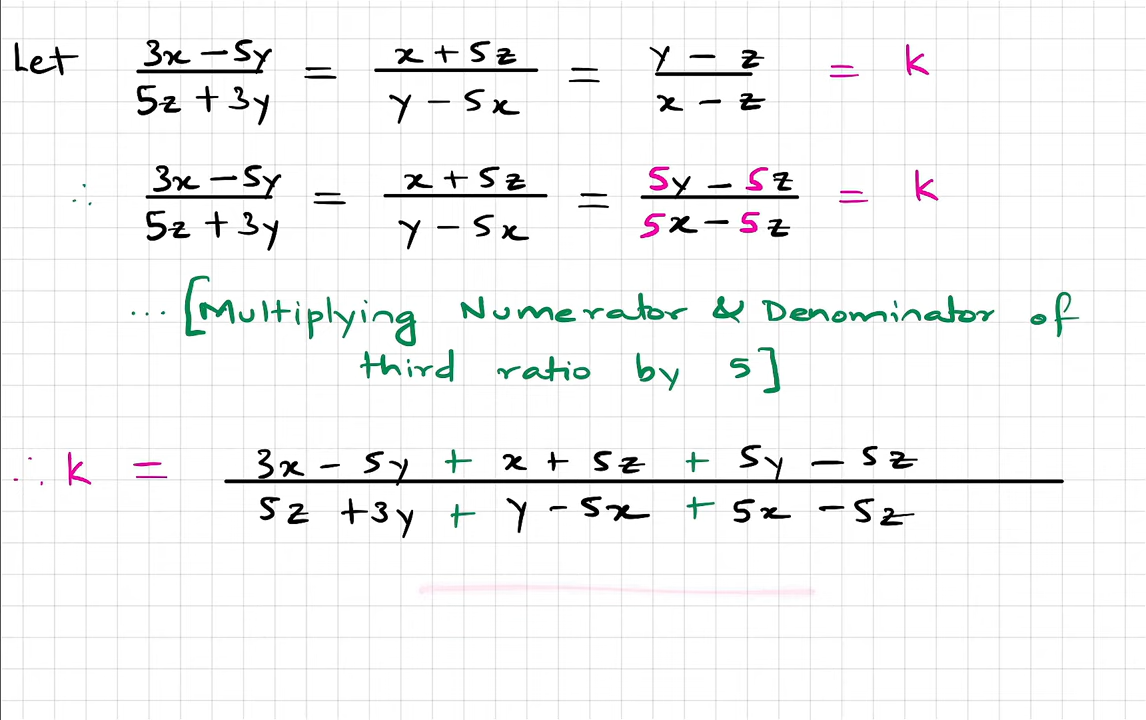 Let (3x - 5y)/(5z + 3y) = (x + 5z)/(y - 5x) = (y - z)/(x - z) = k
∴ (3x - 5y)/(5z + 3y) = (x + 5z)/(y - 5x) = (5y - 5z)/(5x - 5z) = k
... [Multiplying Numerator & Denominator of
third ratio by 5]
∴ k = (3x - 5y + x + 5z + 5y - 5z)/(5z + 3y + y - 5x + 5x - 5z)